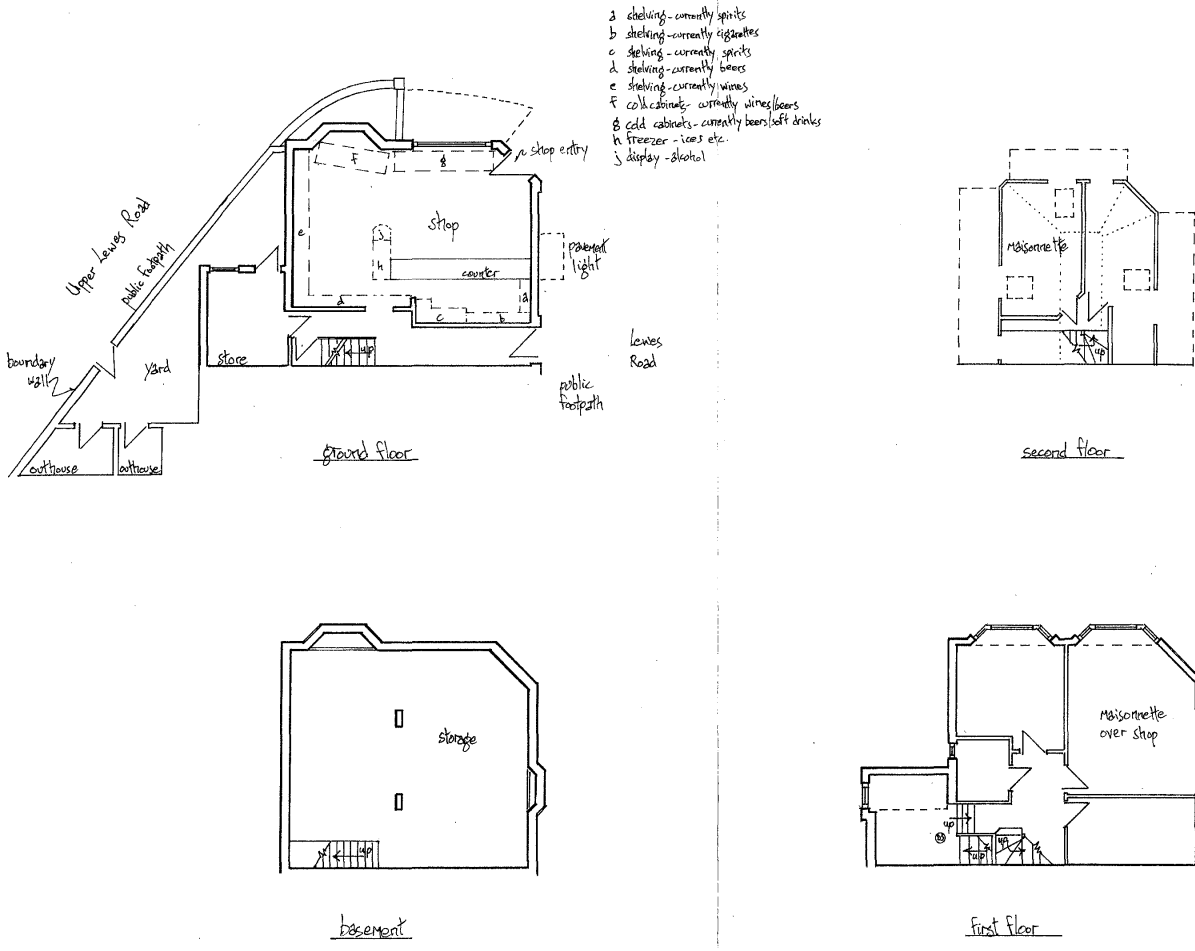 a shelving - currently spirits
b shelving - currently cigarettes
c shelving - currently spirits
d shelving - currently beers
e shelving - currently wines
f cold cabinets - currently wines/beers
g cold cabinets - currently beers/soft drinks
h freezer - ices etc.
j display - alcohol
shop entry
f
g
Upper Lewes Road
public footpath
e
shop
j
h
counter
pavement
light
a
d
c
b
up
store
yard
boundary
wall
Lewes
Road
public
footpath
outhouse
outhouse
ground floor
Maisonnette
up
second floor
storage
up
basement
Maisonnette
over shop
up
up
up
first floor